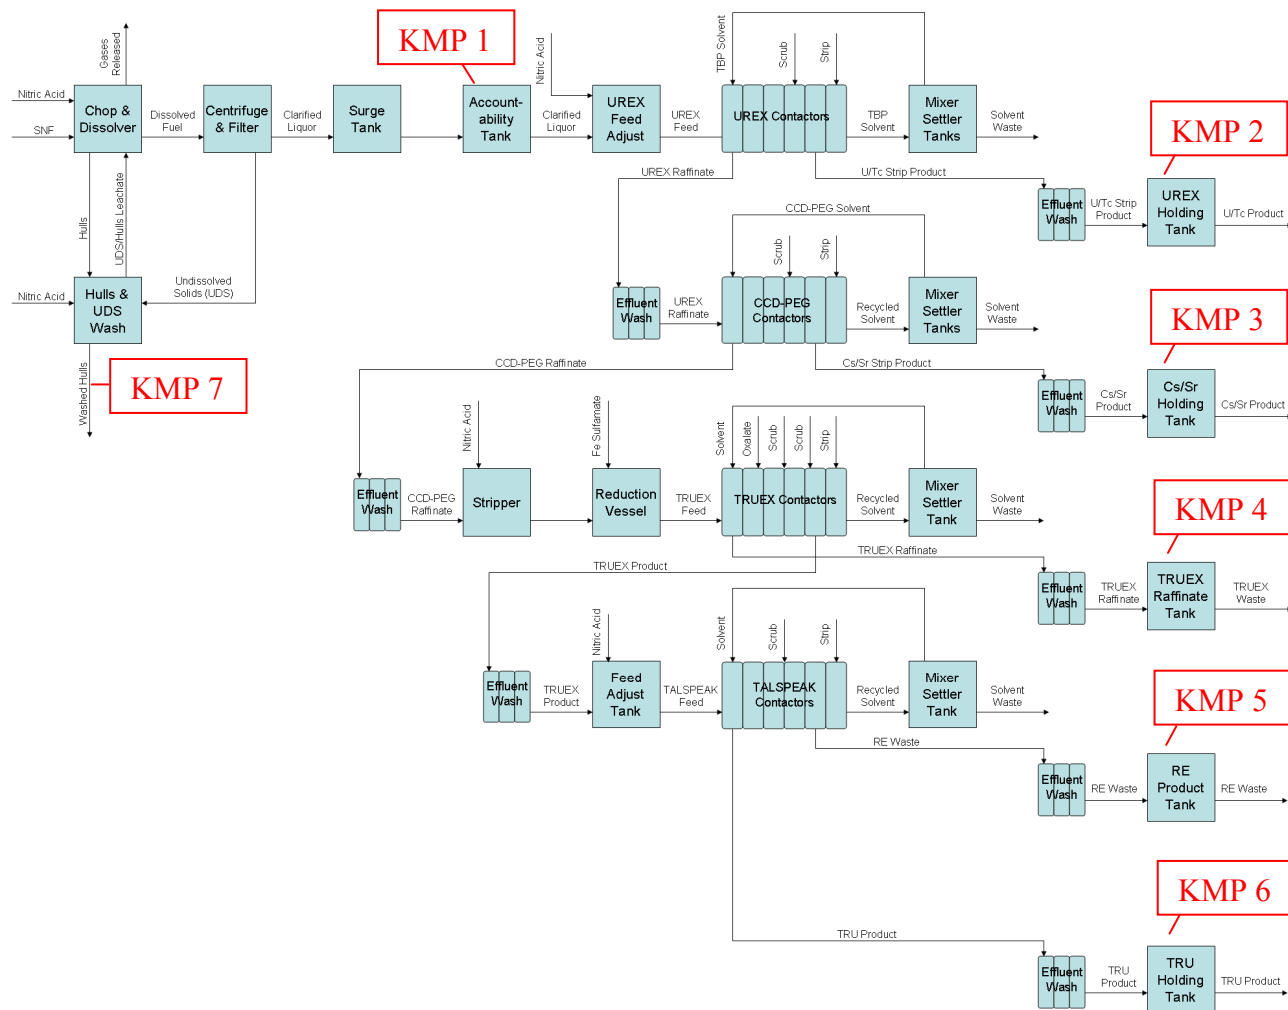 KMP 1
Gases
Released
Nitric Acid
SNF
Chop &
Dissolver
Dissolved
Fuel
Centrifuge
& Filter
Clarified
Liquor
Surge
Tank
Account-
ability
Tank
Clarified
Liquor
Nitric Acid
UREX
Feed
Adjust
UREX
Feed
TBP Solvent
Scrub
Strip
UREX Contactors
TBP
Solvent
Mixer
Settler
Tanks
Solvent
Waste
KMP 2
UREX Raffinate
U/Tc Strip Product
Effluent
Wash
U/Tc Strip
Product
UREX
Holding
Tank
U/Tc Product
Hulls
UDS/Hulls Leachate
Undissolved
Solids (UDS)
Nitric Acid
Hulls &
UDS
Wash
Washed Hulls
KMP 7
CCD-PEG Solvent
Scrub
Strip
Effluent
Wash
UREX
Raffinate
CCD-PEG
Contactors
Recycled
Solvent
Mixer
Settler
Tanks
Solvent
Waste
KMP 3
CCD-PEG Raffinate
Cs/Sr Strip Product
Effluent
Wash
Cs/Sr
Product
Cs/Sr
Holding
Tank
Cs/Sr Product
Nitric Acid
Fe Sulfamate
Solvent
Oxalate
Scrub
Scrub
Strip
Effluent
Wash
CCD-PEG
Raffinate
Stripper
Reduction
Vessel
TRUEX
Feed
TRUEX Contactors
Recycled
Solvent
Mixer
Settler
Tank
Solvent
Waste
KMP 4
TRUEX Raffinate
TRUEX Product
Effluent
Wash
TRUEX
Raffinate
TRUEX
Raffinate
Tank
TRUEX
Waste
Nitric Acid
Solvent
Scrub
Strip
Effluent
Wash
TRUEX
Product
Feed
Adjust
Tank
TALSPEAK
Feed
TALSPEAK
Contactors
Recycled
Solvent
Mixer
Settler
Tank
Solvent
Waste
KMP 5
RE Waste
Effluent
Wash
RE Waste
RE
Product
Tank
RE Waste
KMP 6
TRU Product
Effluent
Wash
TRU
Product
TRU
Holding
Tank
TRU Product